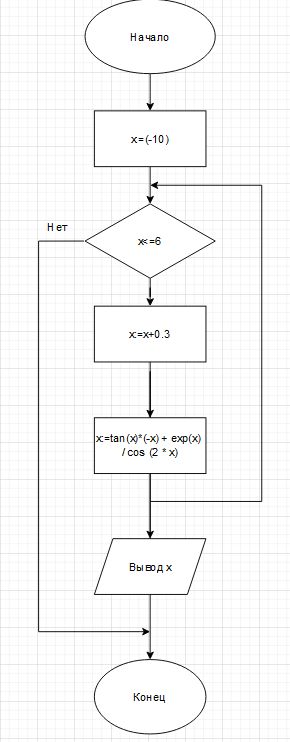 Начало
x=(-10)
Нет
x<=6
x:=x+0.3
x:=tan(x)*(-x) + exp(x)
/ cos (2 * x)
Вывод x
Конец